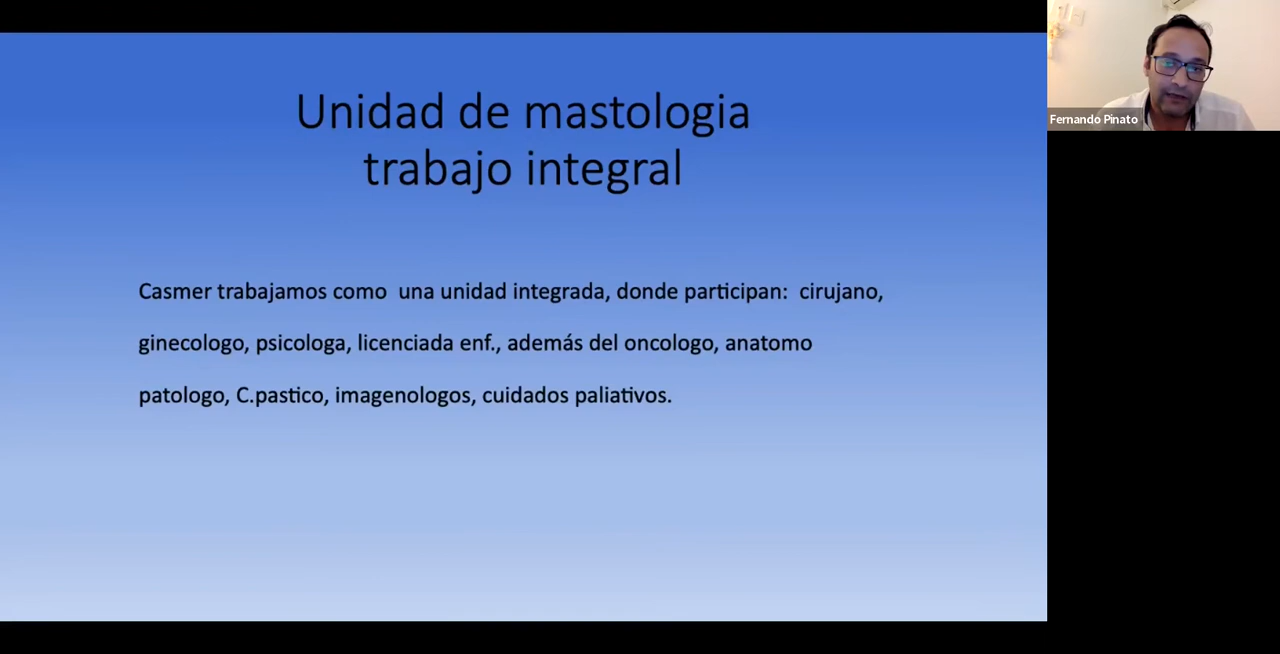 Unidad de mastologia
trabajo integral
Casmer trabajamos como una unidad integrada, donde participan: cirujano,
ginecologo, psicologa, licenciada enf., además del oncologo, anatomo
patologo, C.pastico, imagenologos, cuidados paliativos.
Fernando Pinato